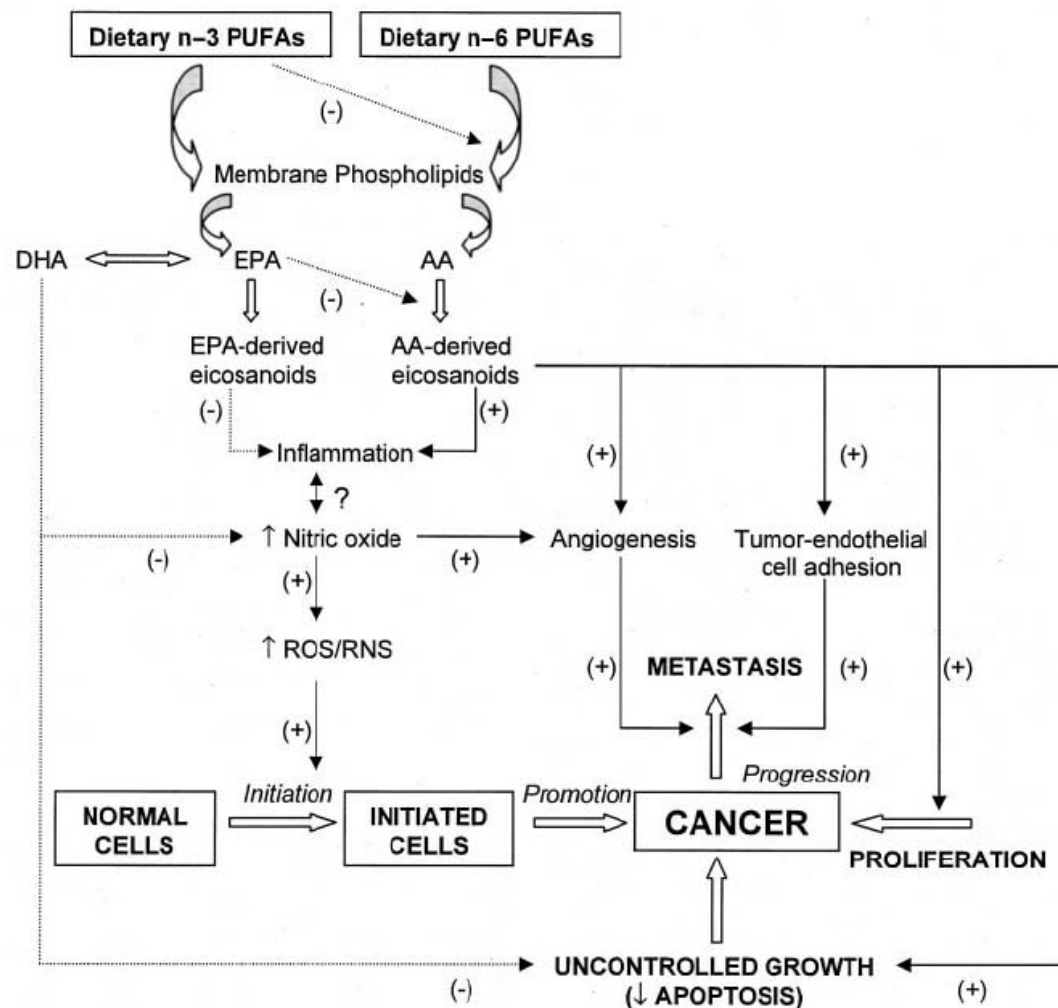 Dietary n–3 PUFAs
Dietary n–6 PUFAs
(-)
Membrane Phospholipids
DHA
EPA
AA
(-)
EPA-derived
eicosanoids
AA-derived
eicosanoids
(-)
(+)
Inflammation
(+)
(+)
?
↑ Nitric oxide
Angiogenesis
Tumor-endothelial
cell adhesion
(-)
(+)
(+)
↑ ROS/RNS
METASTASIS
(+)
(+)
(+)
(+)
Progression
Initiation
Promotion
NORMAL
CELLS
INITIATED
CELLS
CANCER
PROLIFERATION
UNCONTROLLED GROWTH
(↓ APOPTOSIS)
(-)
(+)